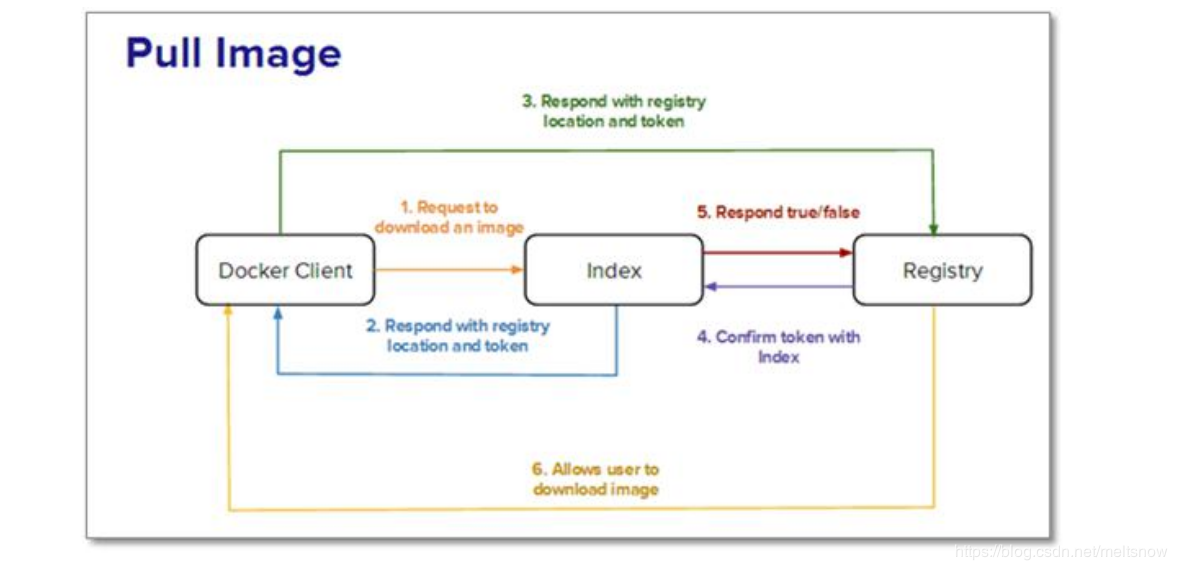 Pull Image
3. Respond with registry
location and token
1. Request to
download an image
5. Respond true/false
Docker Client
Index
Registry
2. Respond with registry
location and token
4. Confirm token with
Index
6. Allows user to
download image
https://blog.csdn.net/meltsnow